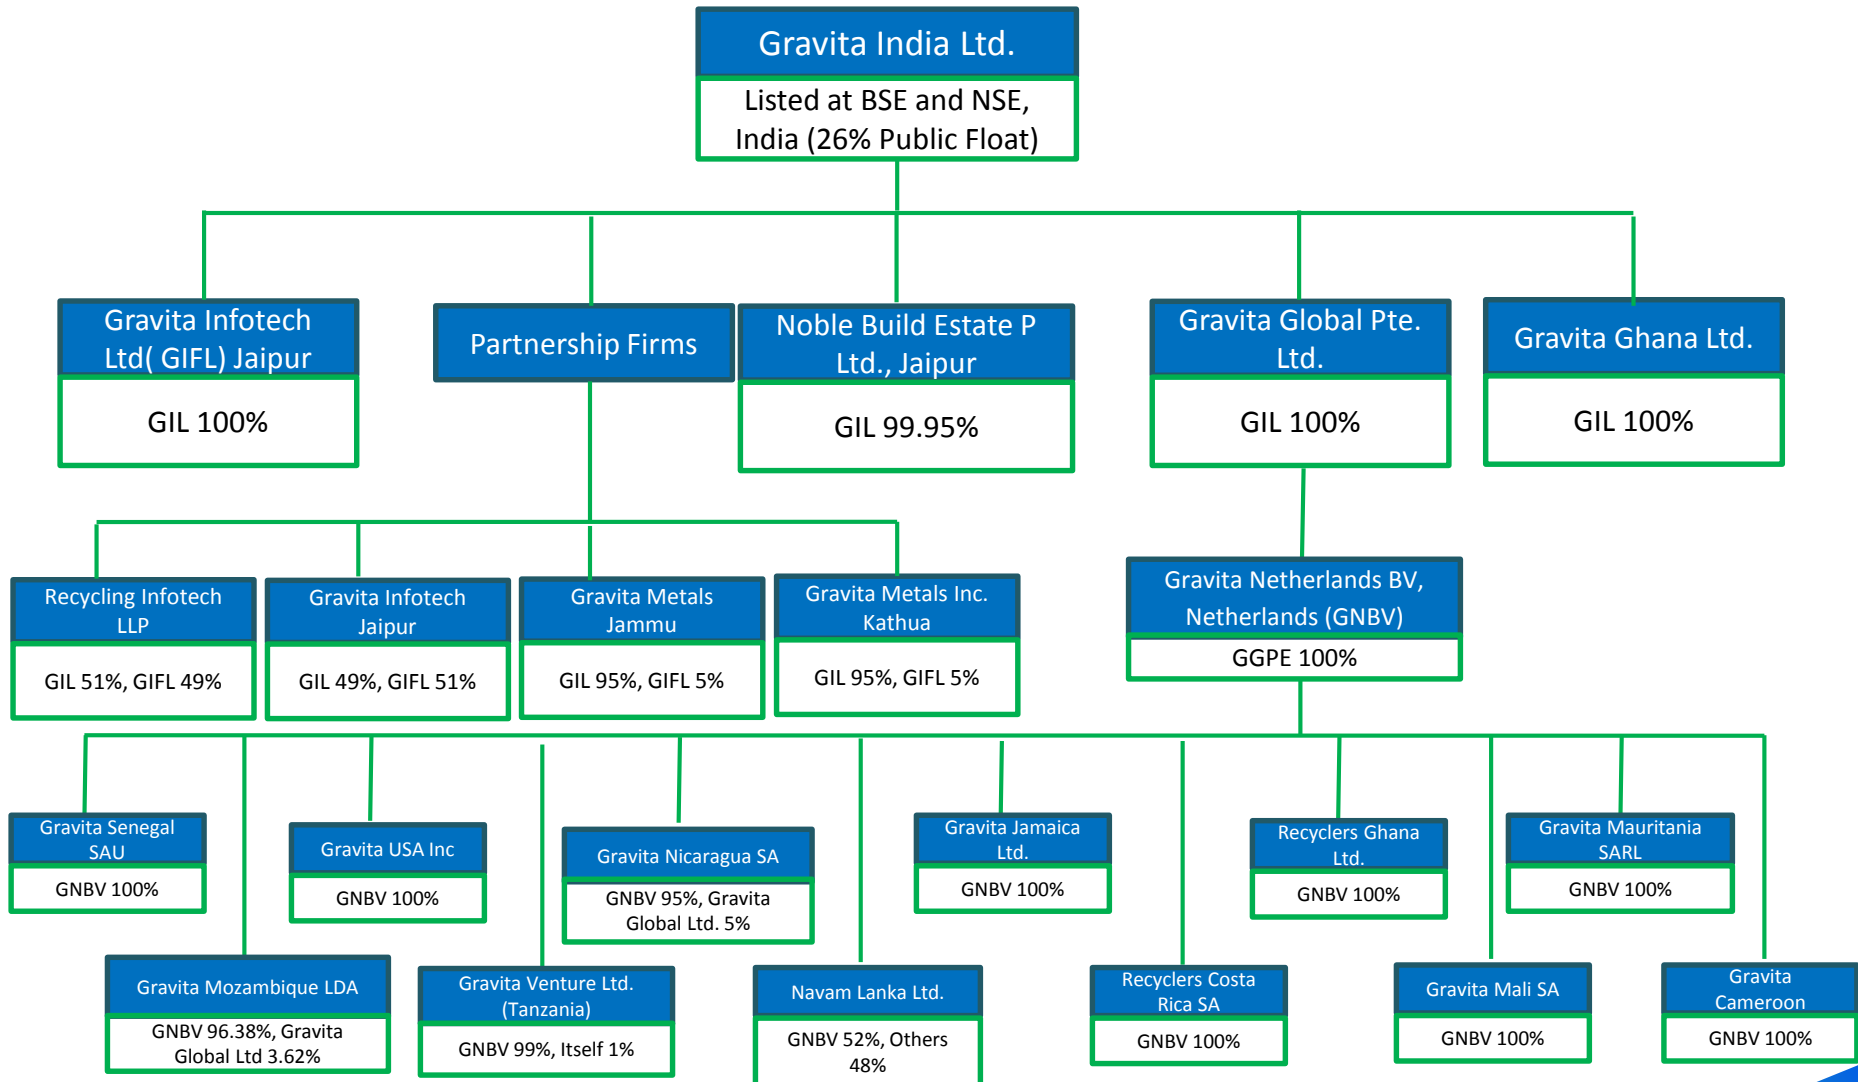 Gravita India Ltd.
Listed at BSE and NSE,
India (26% Public Float)
Gravita Infotech
Ltd( GIFL) Jaipur
GIL 100%
Partnership Firms
Noble Build Estate P
Ltd., Jaipur
GIL 99.95%
Gravita Global Pte.
Ltd.
GIL 100%
Gravita Ghana Ltd.
GIL 100%
Recycling Infotech
LLP
GIL 51%, GIFL 49%
Gravita Infotech
Jaipur
GIL 49%, GIFL 51%
Gravita Metals
Jammu
GIL 95%, GIFL 5%
Gravita Metals Inc.
Kathua
GIL 95%, GIFL 5%
Gravita Netherlands BV,
Netherlands (GNBV)
GGPE 100%
Gravita Senegal
SAU
GNBV 100%
Gravita USA Inc
GNBV 100%
Gravita Nicaragua SA
GNBV 95%, Gravita
Global Ltd. 5%
Gravita Jamaica
Ltd.
GNBV 100%
Recyclers Ghana
Ltd.
GNBV 100%
Gravita Mauritania
SARL
GNBV 100%
Gravita Mozambique LDA
GNBV 96.38%, Gravita
Global Ltd 3.62%
Gravita Venture Ltd.
(Tanzania)
GNBV 99%, Itself 1%
Navam Lanka Ltd.
GNBV 52%, Others
48%
Recyclers Costa
Rica SA
GNBV 100%
Gravita Mali SA
GNBV 100%
Gravita
Cameroon
GNBV 100%